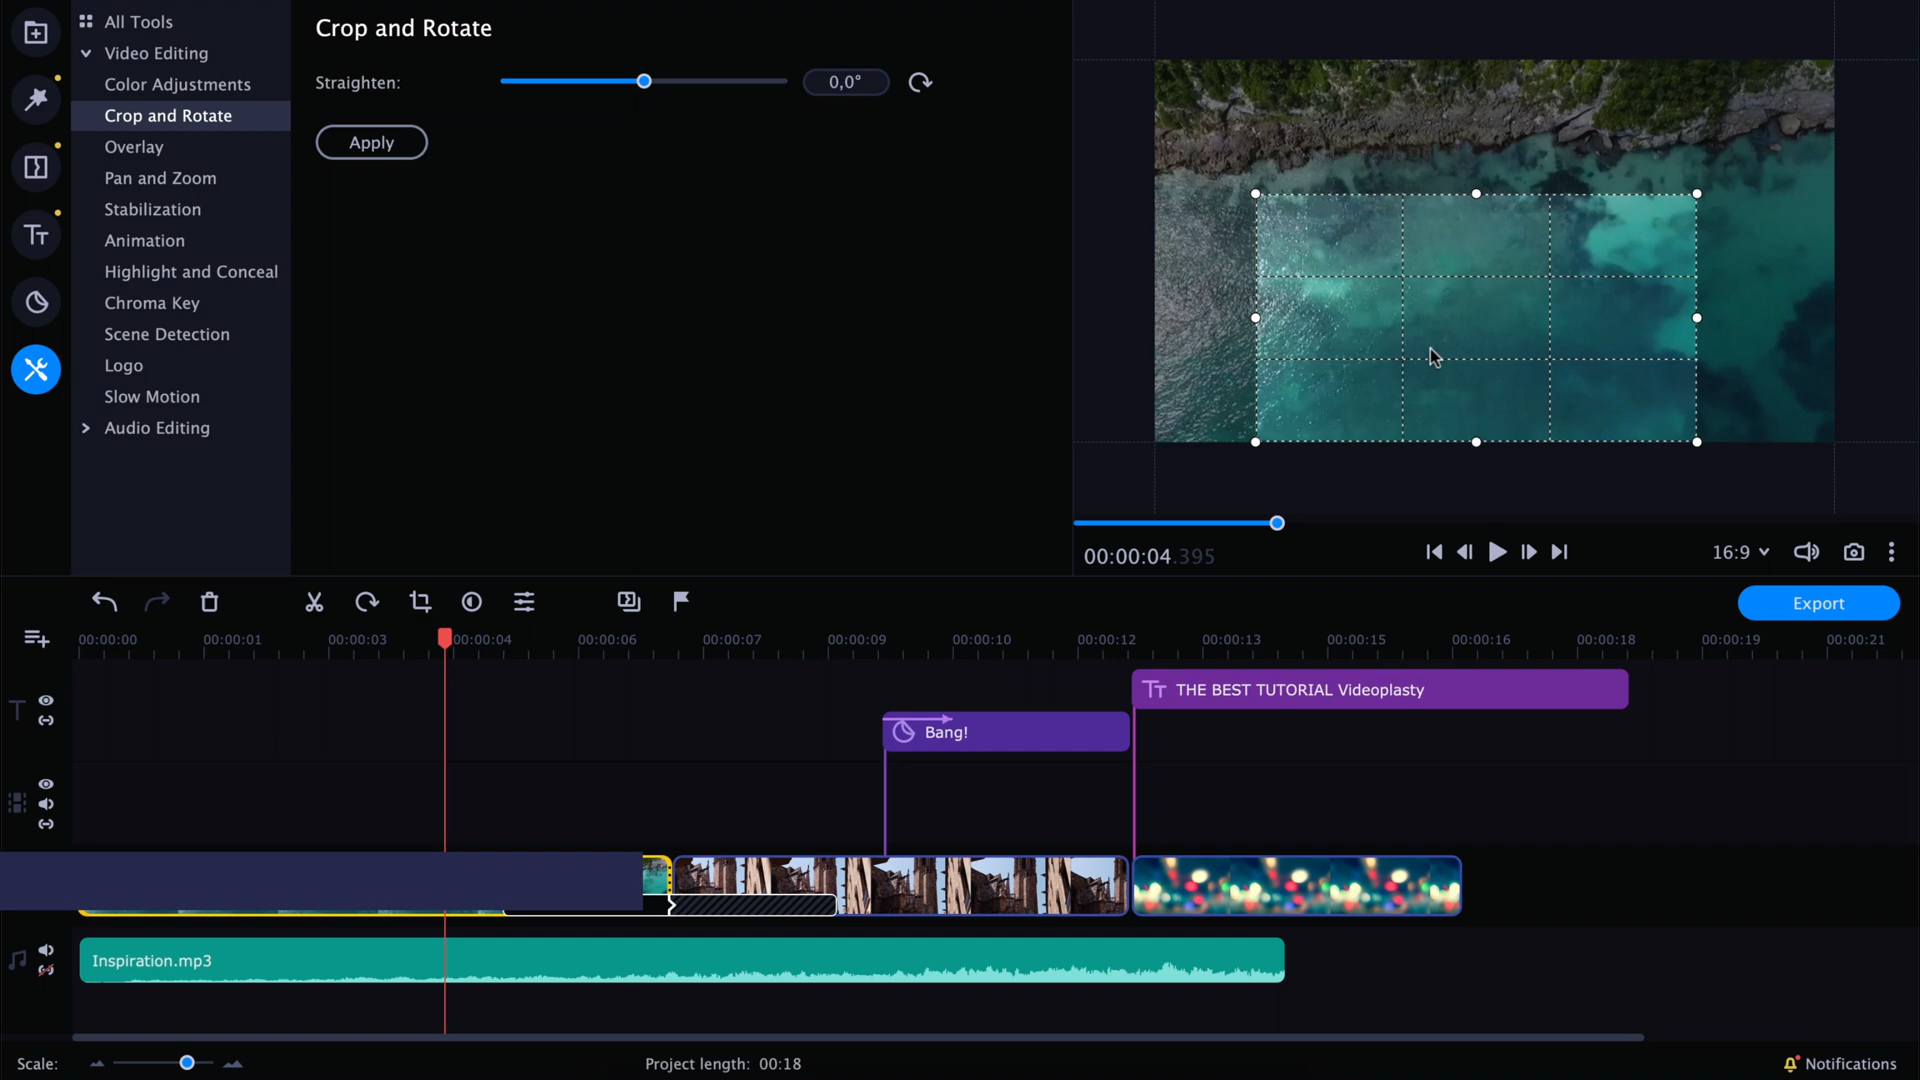 All Tools
Video Editing
Color Adjustments
Crop and Rotate
Overlay
Pan and Zoom
Stabilization
Animation
Highlight and Conceal
Chroma Key
Scene Detection
Logo
Slow Motion
Audio Editing
Crop and Rotate
Straighten:
0,0°
Apply
00:00:04.395
16:9
Export
00:00:00
00:00:01
00:00:03
00:00:04
00:00:06
00:00:07
00:00:09
00:00:10
00:00:12
00:00:13
00:00:15
00:00:16
00:00:18
00:00:19
00:00:21
THE BEST TUTORIAL Videoplasty
Bang!
Inspiration.mp3
Scale:
Project length: 00:18
Notifications